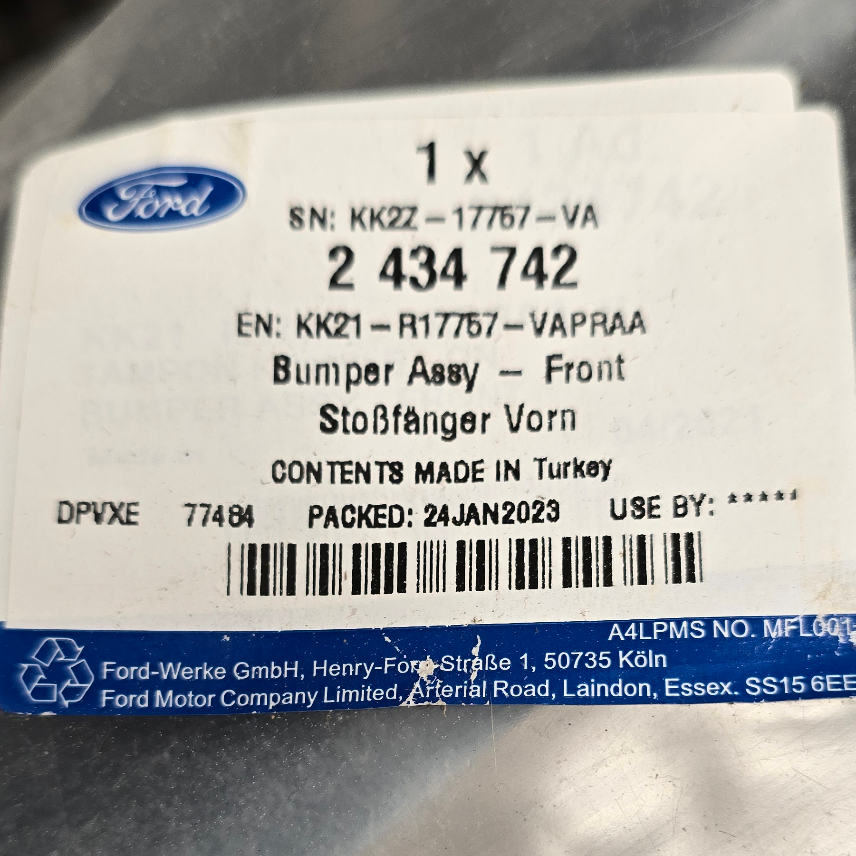 1 x
Ford
SN: KK2Z-17757-VA
2 434 742
EN: KK21-R17757-VAPRAA
Bumper Assy - Front
Stoßfänger Vorn
CONTENTS MADE IN Turkey
DPVXE 77484 PACKED: 24JAN2023 USE BY: *****
A4LPMS NO. MFL001-
Ford-Werke GmbH, Henry-Ford-Straße 1, 50735 Köln
Ford Motor Company Limited, Arterial Road, Laindon, Essex. SS15 6EE